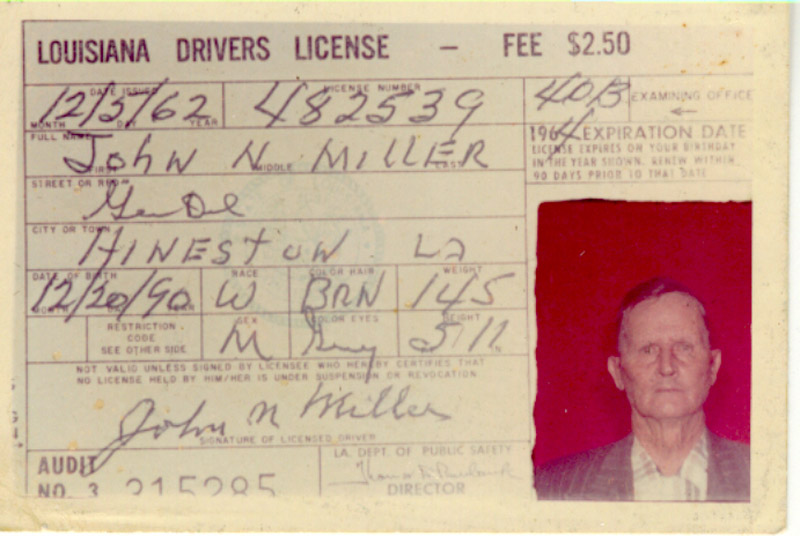 LOUISIANA DRIVERS LICENSE — FEE $2.50
DATE ISSUED LICENSE NUMBER
12/5/62 482539 40B EXAMINING OFFICE
MONTH DAY YEAR
FULL NAME
JOHN N MILLER
FIRST MIDDLE LAST
1964 EXPIRATION DATE
LICENSE EXPIRES ON YOUR BIRTHDAY
IN THE YEAR SHOWN. RENEW WITHIN
90 DAYS PRIOR TO THAT DATE
STREET OR RFD
Gen Del
CITY OR TOWN
HINESTON LA
DATE OF BIRTH RACE COLOR HAIR WEIGHT
12/20/90 W BRN 145
MONTH DAY YEAR
RESTRICTION CODE SEE OTHER SIDE
SEX COLOR EYES HEIGHT
M Grey 5 11
IN.
NOT VALID UNLESS SIGNED BY LICENSEE WHO HEREBY CERTIFIES THAT
NO LICENSE HELD BY HIM/HER IS UNDER SUSPENSION OR REVOCATION.
John N Miller
SIGNATURE OF LICENSED DRIVER
AUDIT
NO. 3 215285
LA. DEPT. OF PUBLIC SAFETY
DIRECTOR